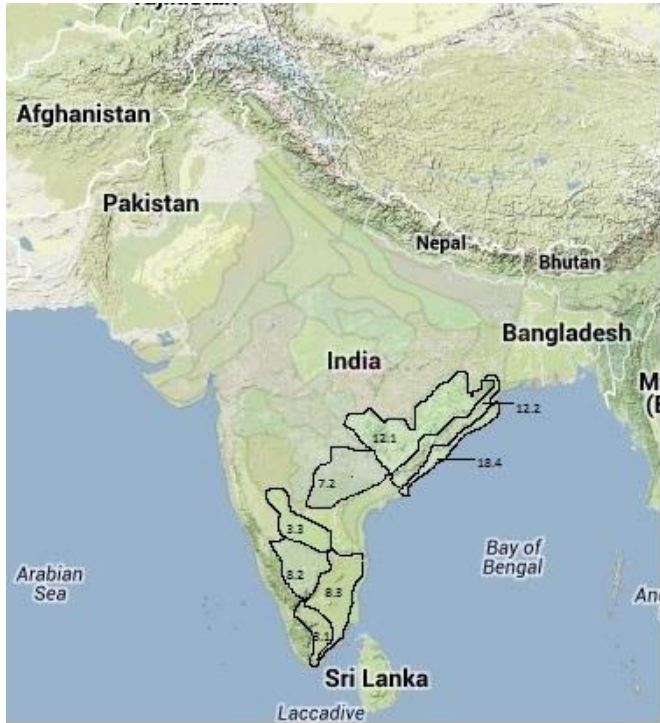 Afghanistan
Pakistan
Nepal
Bhutan
Bangladesh
India
12.2
12.1
18.4
7.2
3.3
Bay of
Bengal
8.2
Arabian
Sea
8.3
8.1
Sri Lanka
Laccadive